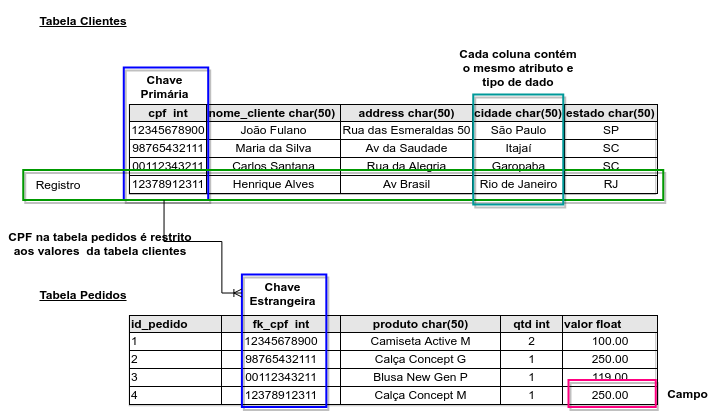 Tabela Clientes
Cada coluna contém
o mesmo atributo e
tipo de dado
Chave
Primária
cpf int nome_cliente char(50) address char(50) cidade char(50) estado char(50)
12345678900 João Fulano Rua das Esmeraldas 50 São Paulo SP
98765432111 Maria da Silva Av da Saudade Itajaí SC
00112343211 Carlos Santana Rua da Alegria Garopaba SC
Registro 12378912311 Henrique Alves Av Brasil Rio de Janeiro RJ
CPF na tabela pedidos é restrito
aos valores da tabela clientes
Chave
Estrangeira
Tabela Pedidos
id_pedido fk_cpf int produto char(50) qtd int valor float
1 12345678900 Camiseta Active M 2 100.00
2 98765432111 Calça Concept G 1 250.00
3 00112343211 Blusa New Gen P 1 119.00
4 12378912311 Calça Concept M 1 250.00 Campo